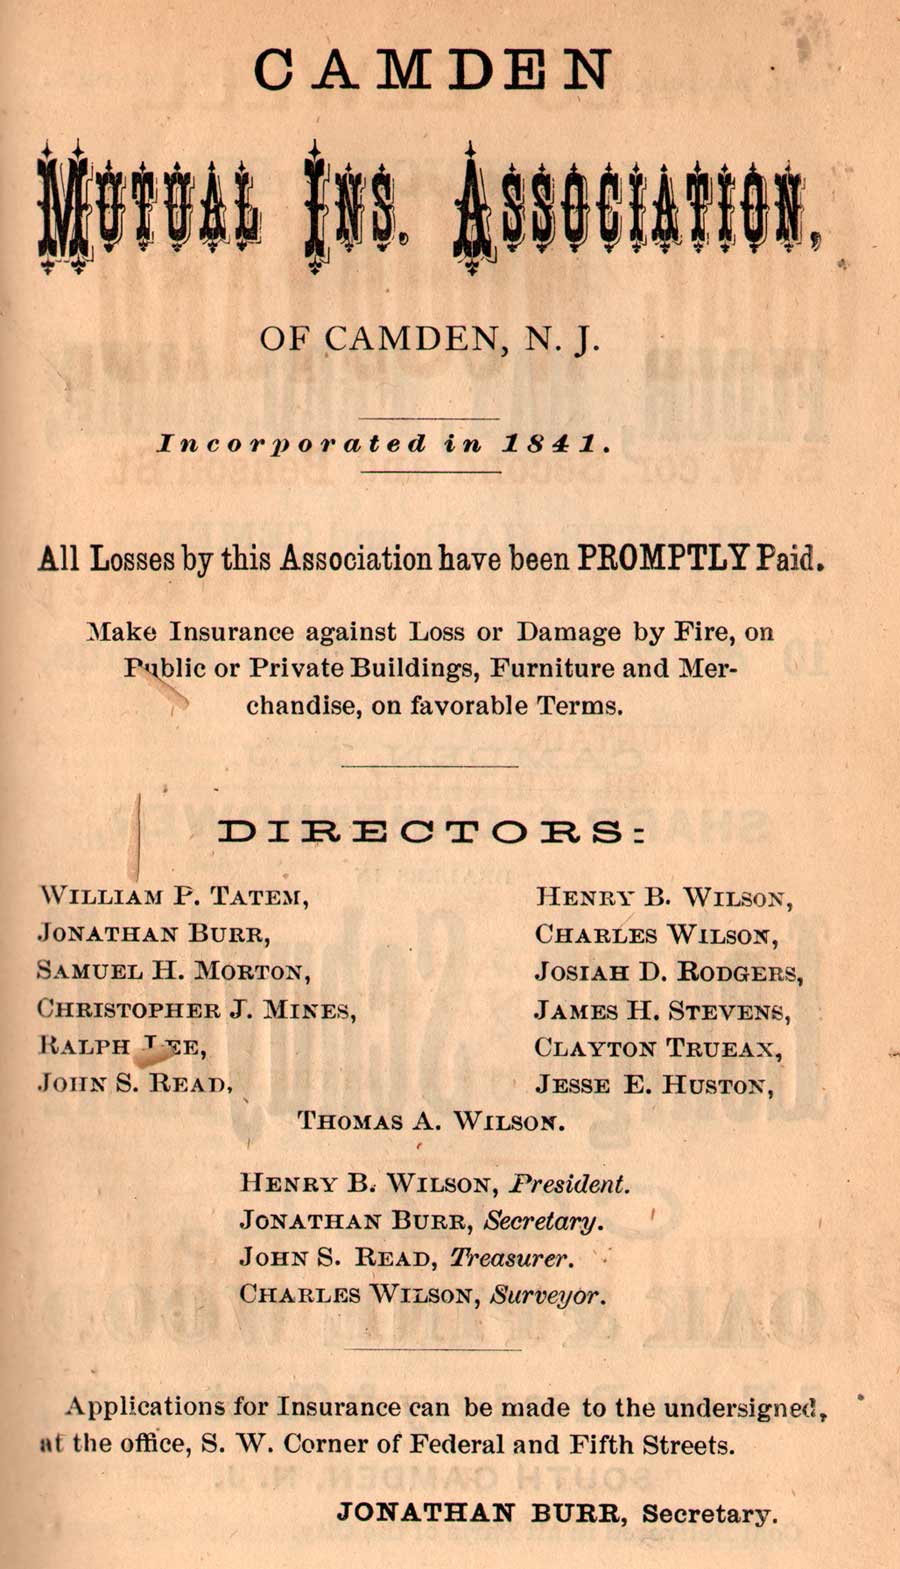 CAMDEN
MUTUAL INS. ASSOCIATION,
OF CAMDEN, N. J.
Incorporated in 1841.
All Losses by this Association have been PROMPTLY Paid.
Make Insurance against Loss or Damage by Fire, on
Public or Private Buildings, Furniture and Mer-
chandise, on favorable Terms.
DIRECTORS:
WILLIAM P. TATEM,
JONATHAN BURR,
SAMUEL H. MORTON,
CHRISTOPHER J. MINES,
RALPH LEE,
JOHN S. READ,
HENRY B. WILSON,
CHARLES WILSON,
JOSIAH D. RODGERS,
JAMES H. STEVENS,
CLAYTON TRUEAX,
JESSE E. HUSTON,
THOMAS A. WILSON.
HENRY B. WILSON, President.
JONATHAN BURR, Secretary.
JOHN S. READ, Treasurer.
CHARLES WILSON, Surveyor.
Applications for Insurance can be made to the undersigned,
at the office, S. W. Corner of Federal and Fifth Streets.
JONATHAN BURR, Secretary.